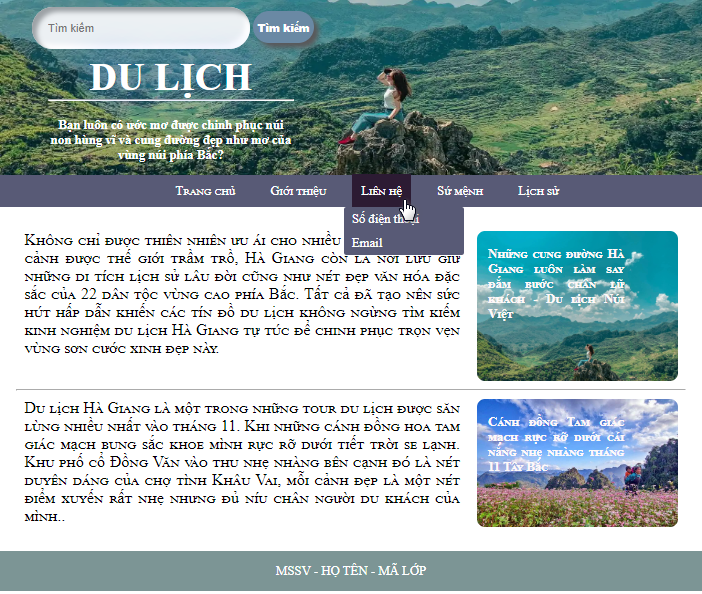 Tìm kiếm
Tìm kiếm
DU LỊCH
Bạn luôn có ước mơ được chinh phục núi
non hùng vĩ và cung đường đẹp như mơ của
vùng núi phía Bắc?
Trang chủ Giới thiệu Liên hệ Sứ mệnh Lịch sử
Số điện thoại
Email
Không chỉ được thiên nhiên ưu ái cho nhiều
cảnh được thế giới trầm trồ, Hà Giang còn là nơi lưu giữ
những di tích lịch sử lâu đời cũng như nét đẹp văn hóa đặc
sắc của 22 dân tộc vùng cao phía Bắc. Tất cả đã tạo nên sức
hút hấp dẫn khiến các tín đồ du lịch không ngừng tìm kiếm
kinh nghiệm du lịch Hà Giang tự túc để chinh phục trọn vẹn
vùng sơn cước xinh đẹp này.
Những cung đường Hà
Giang luôn làm say
đắm bước chân lữ
khách - Du lịch Núi
Việt
Du lịch Hà Giang là một trong những tour du lịch được săn
lùng nhiều nhất vào tháng 11. Khi những cánh đồng hoa tam
giác mạch bung sắc khoe mình rực rỡ dưới tiết trời se lạnh.
Khu phố cổ Đồng Văn vào thu nhẹ nhàng bên cạnh đó là nét
duyên dáng của chợ tình Khâu Vai, mỗi cảnh đẹp là một nét
điểm xuyến rất nhẹ nhưng đủ níu chân người du khách của
mình..
Cánh đồng Tam giác
mạch rực rỡ dưới cái
nắng nhẹ nhàng tháng
11 Tây Bắc
MSSV - HỌ TÊN - MÃ LỚP